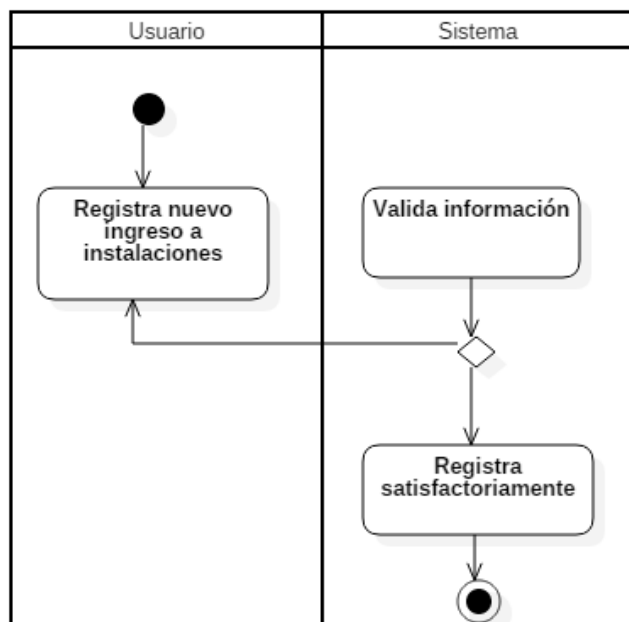 Usuario
Sistema
Registra nuevo
ingreso a
instalaciones
Valida información
Registra
satisfactoriamente